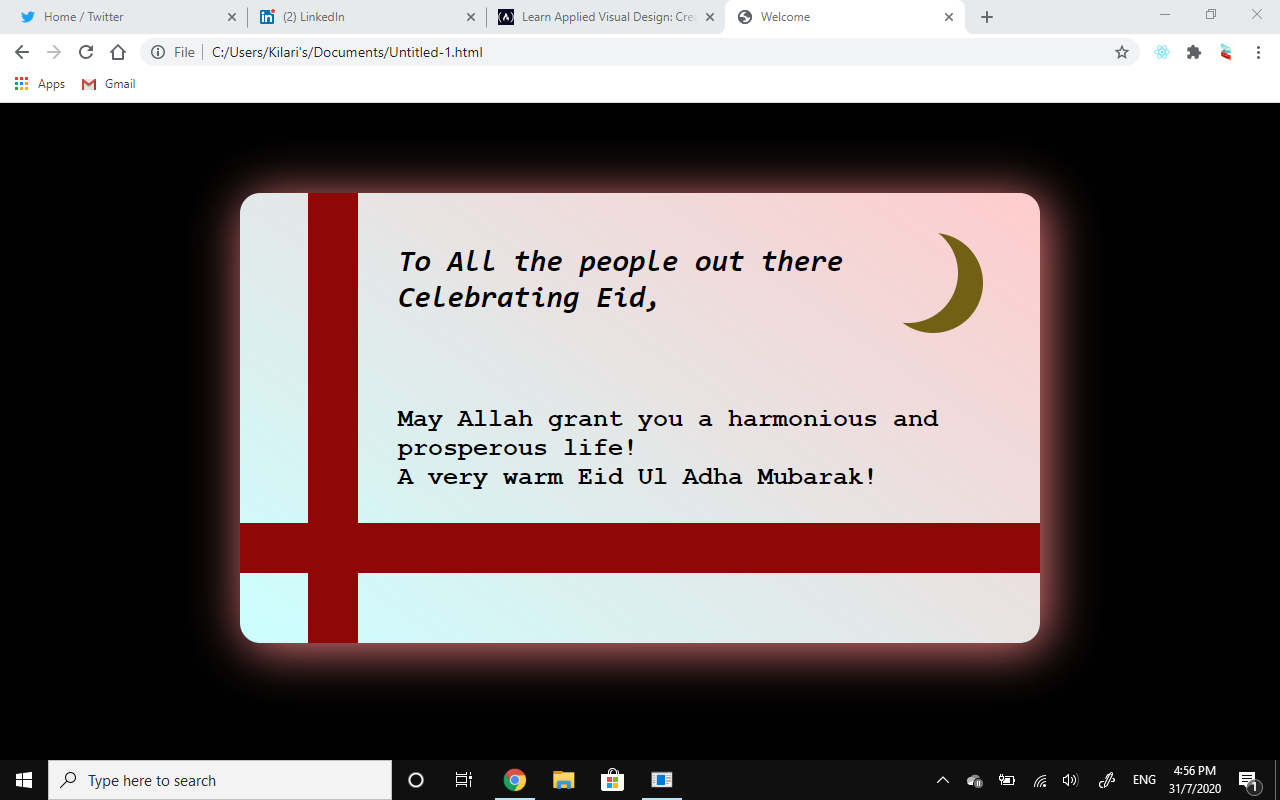 Home / Twitter
(2) LinkedIn
Learn Applied Visual Design: Crea
Welcome
File
C:/Users/Kilari's/Documents/Untitled-1.html
Apps
Gmail
To All the people out there
Celebrating Eid,
May Allah grant you a harmonious and
prosperous life!
A very warm Eid Ul Adha Mubarak!
Type here to search
ENG
4:56 PM
31/7/2020
1